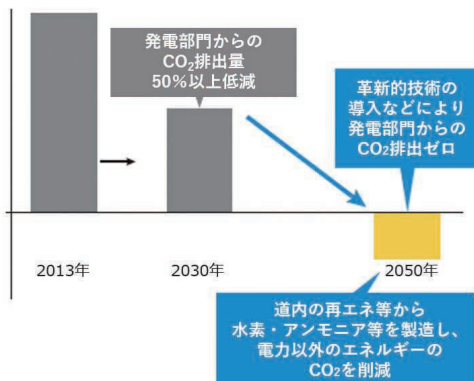 発電部門からの
CO₂排出量
50%以上低減
革新的技術の
導入などにより
発電部門からの
CO₂排出ゼロ
2013年
2030年
2050年
道内の再エネ等から
水素・アンモニア等を製造し、
電力以外のエネルギーの
CO₂を削減